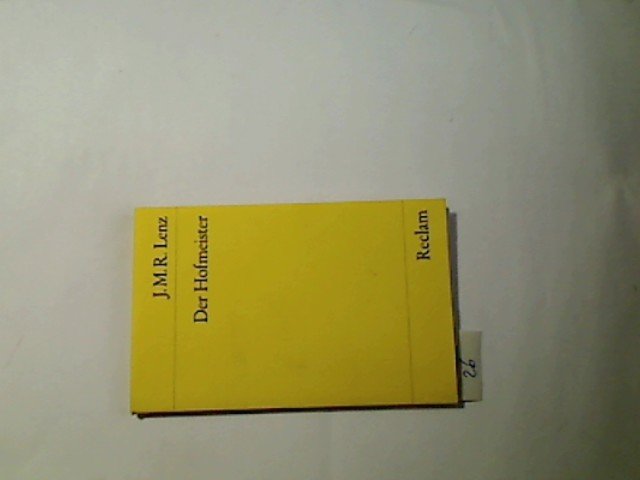 J. M. R. Lenz
Der Hofmeister
Reclam
26